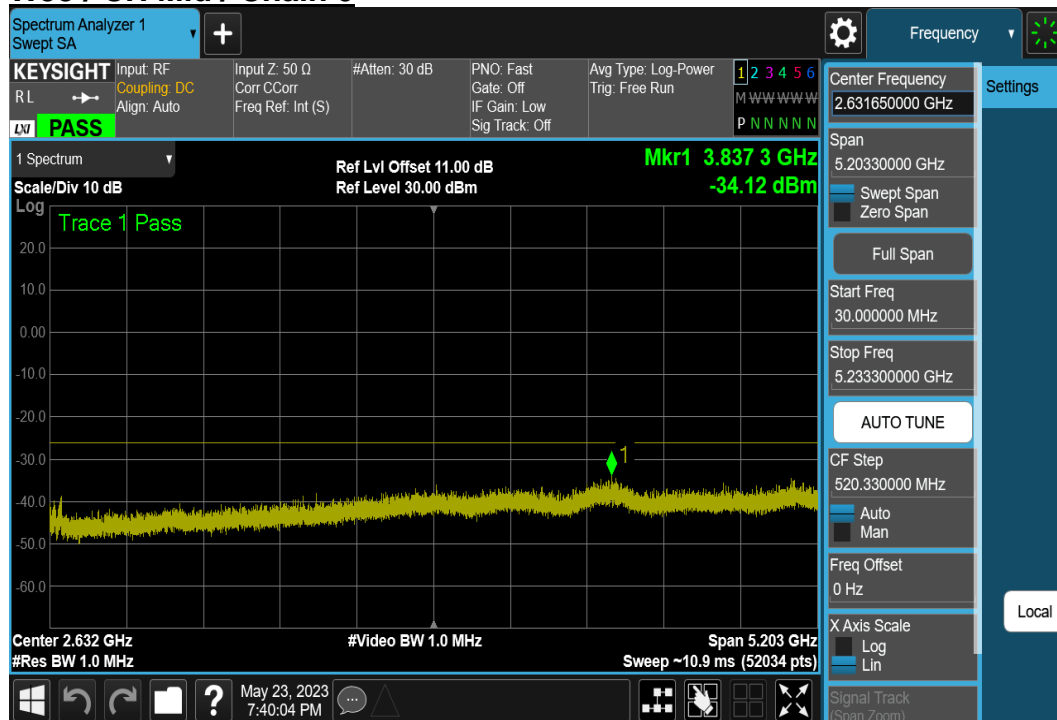 Spectrum Analyzer 1
Swept SA
+
Frequency
KEYSIGHT
RL
LXI
PASS
Input: RF
Coupling: DC
Align: Auto
Input Z: 50 Ω
Corr CCorr
Freq Ref: Int (S)
#Atten: 30 dB
PNO: Fast
Gate: Off
IF Gain: Low
Sig Track: Off
Avg Type: Log-Power
Trig: Free Run
1 2 3 4 5 6
M W W W W W
P N N N N N
1 Spectrum
Scale/Div 10 dB
Log
Ref Lvl Offset 11.00 dB
Ref Level 30.00 dBm
Mkr1 3.837 3 GHz
-34.12 dBm
Trace 1 Pass
20.0
10.0
0.00
-10.0
-20.0
-30.0
-40.0
-50.0
-60.0
1
Center 2.632 GHz
#Res BW 1.0 MHz
#Video BW 1.0 MHz
Span 5.203 GHz
Sweep ~10.9 ms (52034 pts)
?
May 23, 2023
7:40:04 PM
Center Frequency
2.631650000 GHz
Span
5.20330000 GHz
Swept Span
Zero Span
Full Span
Start Freq
30.000000 MHz
Stop Freq
5.233300000 GHz
AUTO TUNE
CF Step
520.330000 MHz
Auto
Man
Freq Offset
0 Hz
X Axis Scale
Log
Lin
Signal Track
(Span Zoom)
Settings
Local